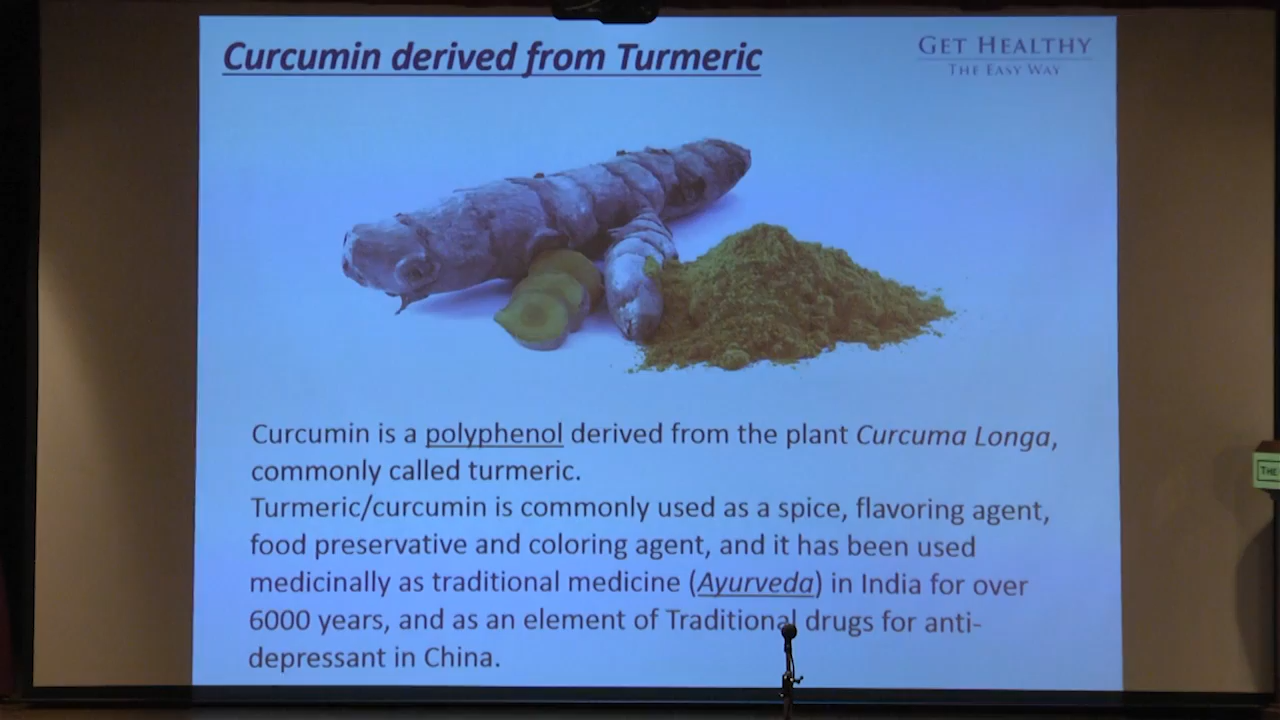 Curcumin derived from Turmeric
GET HEALTHY
THE EASY WAY
Curcumin is a polyphenol derived from the plant Curcuma Longa,
commonly called turmeric.
Turmeric/curcumin is commonly used as a spice, flavoring agent,
food preservative and coloring agent, and it has been used
medicinally as traditional medicine (Ayurveda) in India for over
6000 years, and as an element of Traditional drugs for anti-
depressant in China.
THE